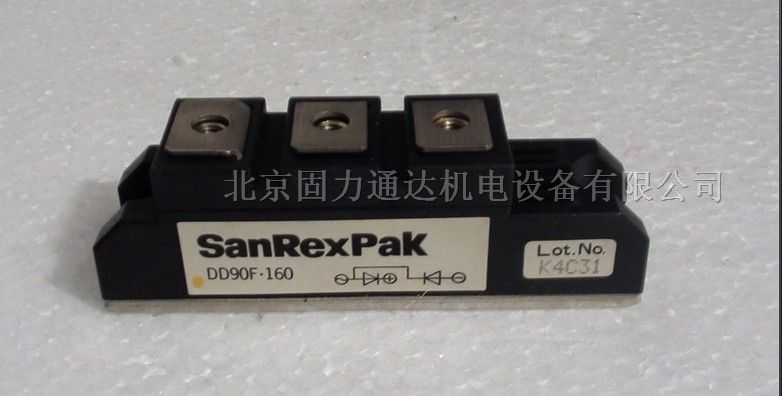 北京固力通达机电设备有限公司
SanRexPak
DD90F·160
Lot.No.
K4C31